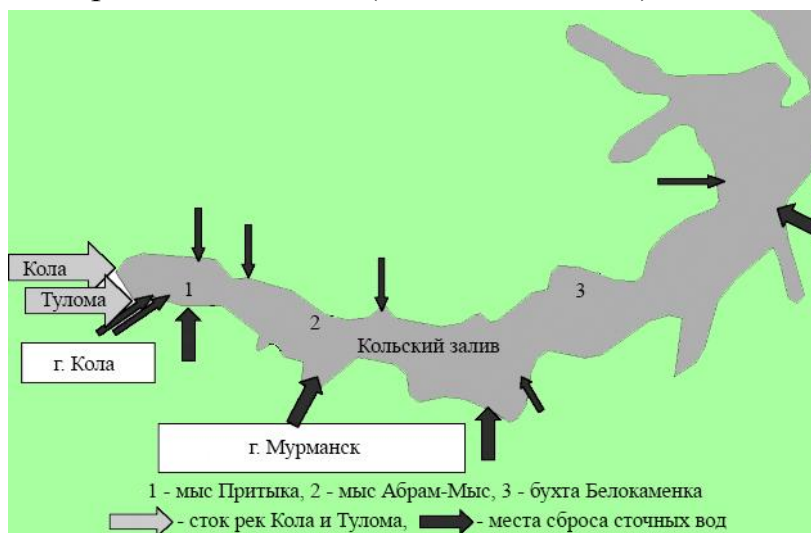 Кола
Тулома
г. Кола
1
2
3
Кольский залив
г. Мурманск
1 - мыс Притыка, 2 - мыс Абрам-Мыс, 3 - бухта Белокаменка
- сток рек Кола и Тулома, - места сброса сточных вод